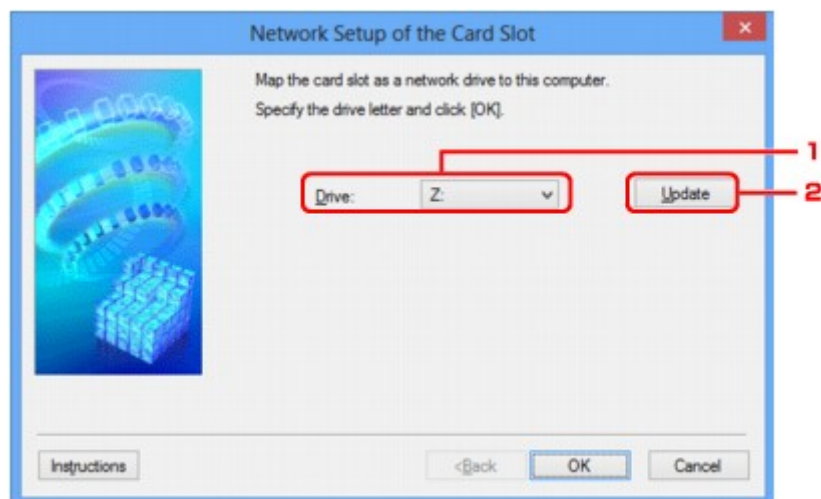 Network Setup of the Card Slot
Map the card slot as a network drive to this computer.
Specify the drive letter and click [OK].
1
Drive: Z: Update
2
Instructions <Back OK Cancel